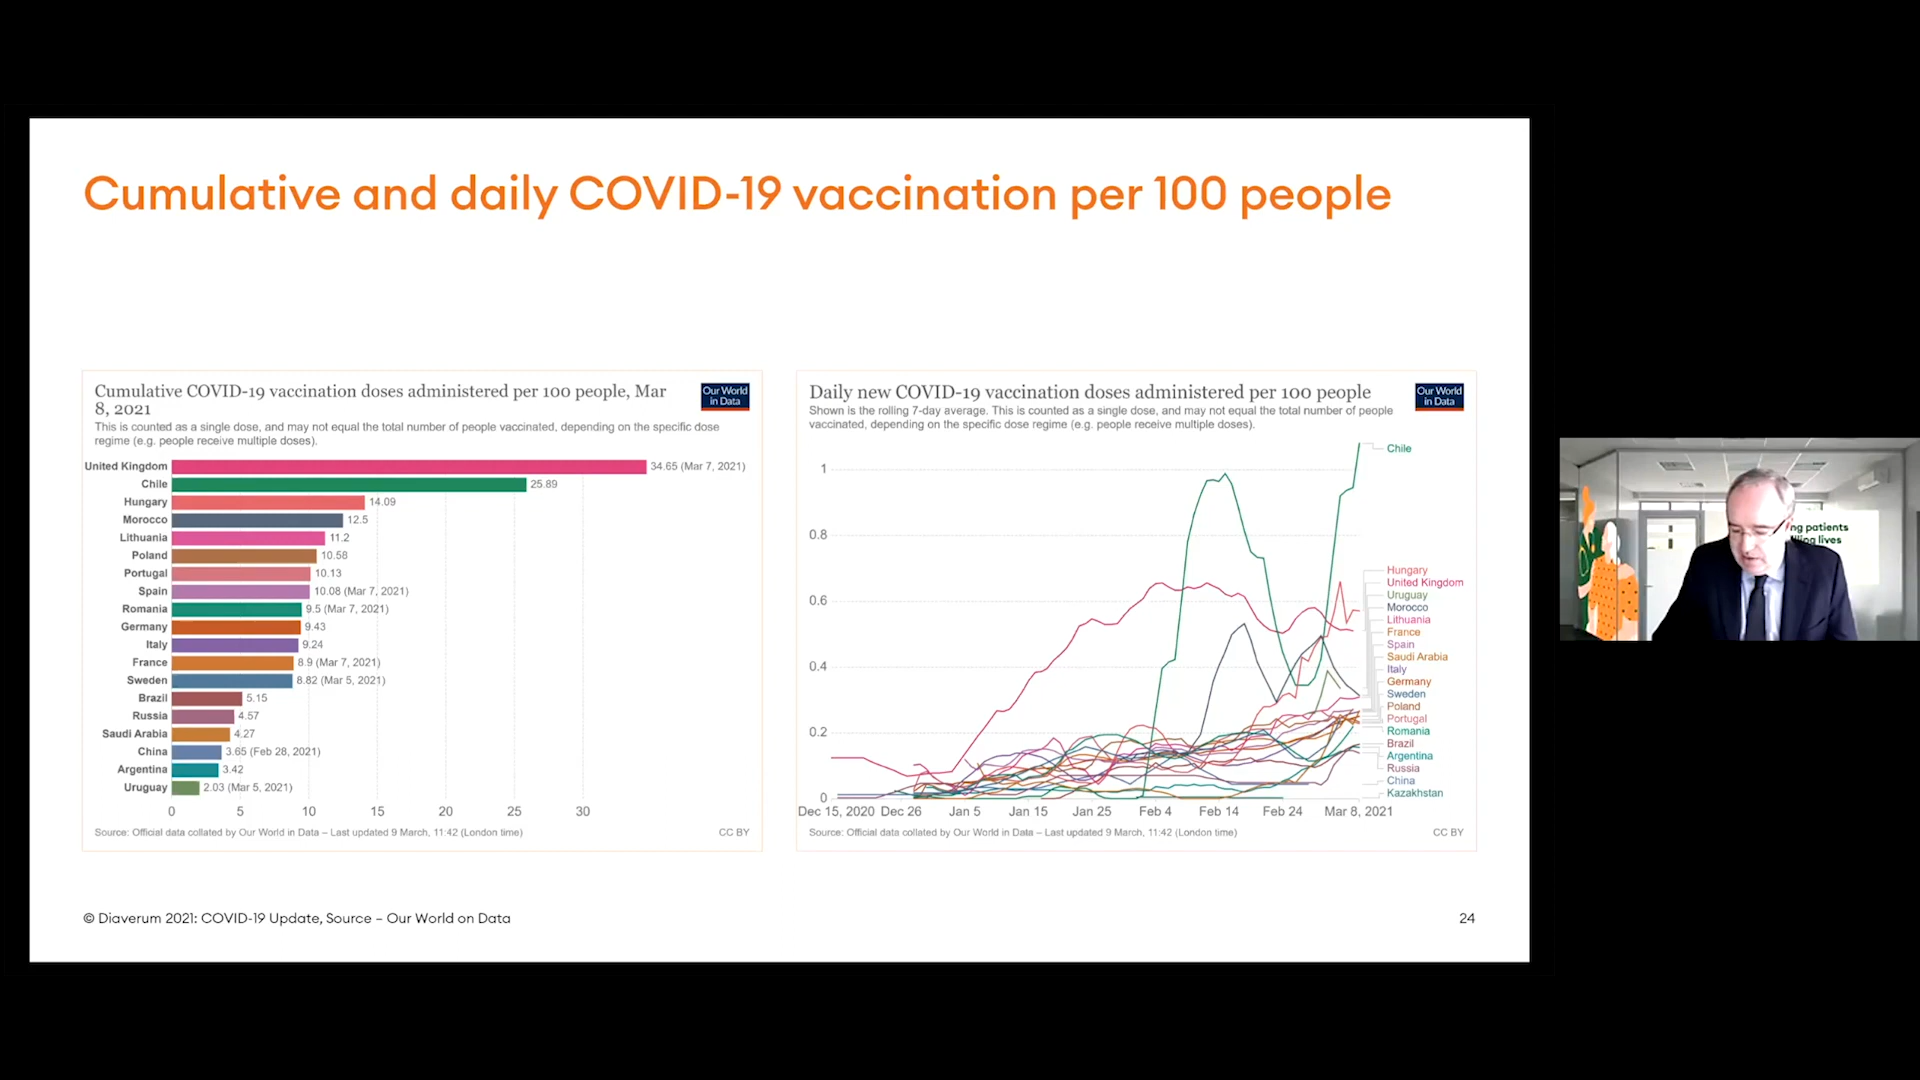 Cumulative and daily COVID-19 vaccination per 100 people
Cumulative COVID-19 vaccination doses administered per 100 people, Mar
8, 2021
Our World
in Data
This is counted as a single dose, and may not equal the total number of people vaccinated, depending on the specific dose
regime (e.g. people receive multiple doses).
United Kingdom 34.65 (Mar 7, 2021)
Chile 25.89
Hungary 14.09
Morocco 12.5
Lithuania 11.2
Poland 10.58
Portugal 10.13
Spain 10.08 (Mar 7, 2021)
Romania 9.5 (Mar 7, 2021)
Germany 9.43
Italy 9.24
France 8.9 (Mar 7, 2021)
Sweden 8.82 (Mar 5, 2021)
Brazil 5.15
Russia 4.57
Saudi Arabia 4.27
China 3.65 (Feb 28, 2021)
Argentina 3.42
Uruguay 2.03 (Mar 5, 2021)
0 5 10 15 20 25 30
Source: Official data collated by Our World in Data – Last updated 9 March, 11:42 (London time) CC BY
Daily new COVID-19 vaccination doses administered per 100 people
Our World
in Data
Shown is the rolling 7-day average. This is counted as a single dose, and may not equal the total number of people
vaccinated, depending on the specific dose regime (e.g. people receive multiple doses).
1
0.8
0.6
0.4
0.2
0
Chile
Hungary
United Kingdom
Uruguay
Morocco
Lithuania
France
Spain
Saudi Arabia
Italy
Germany
Sweden
Poland
Portugal
Romania
Brazil
Argentina
Russia
China
Kazakhstan
Dec 15, 2020 Dec 26 Jan 5 Jan 15 Jan 25 Feb 4 Feb 14 Feb 24 Mar 8, 2021
Source: Official data collated by Our World in Data – Last updated 9 March, 11:42 (London time) CC BY
© Diaverum 2021: COVID-19 Update, Source – Our World on Data
24
ng patients
lling lives